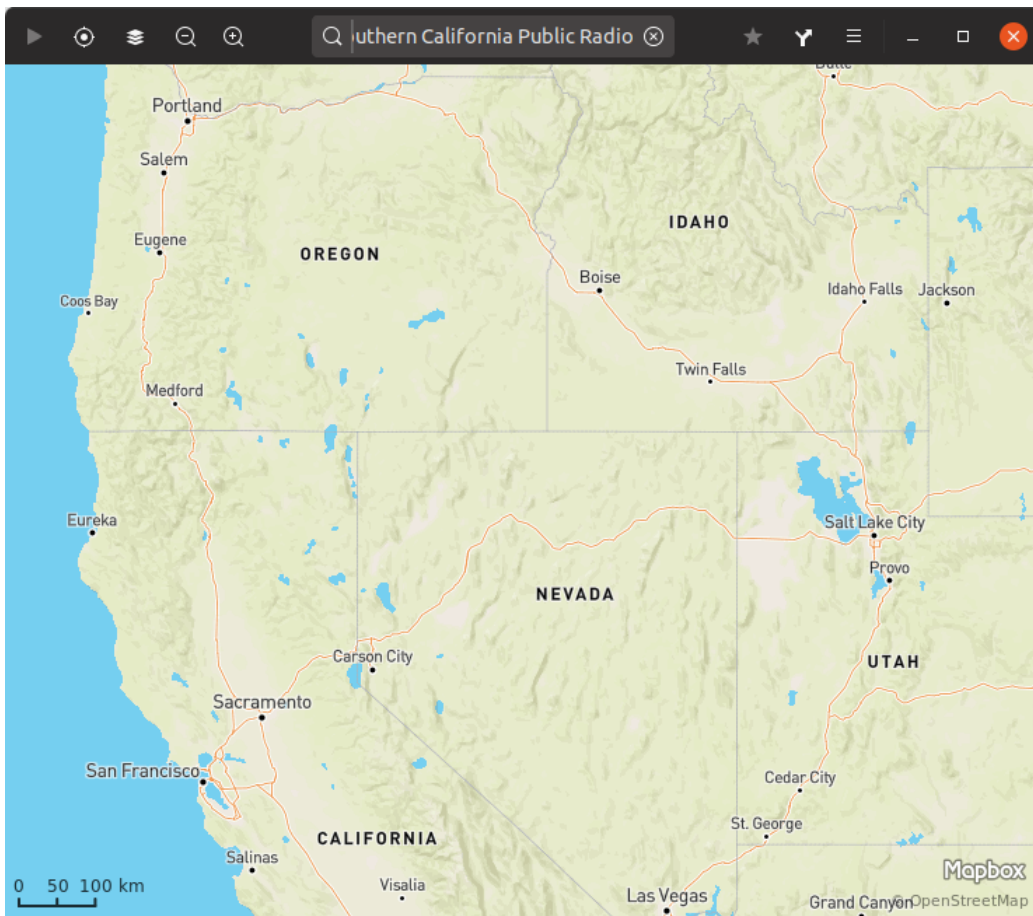 uthern California Public Radio
Butte
Portland
Salem
IDAHO
Eugene
OREGON
Boise
Idaho Falls
Jackson
Coos Bay
Twin Falls
Medford
Eureka
Salt Lake City
Provo
NEVADA
Carson City
UTAH
Sacramento
San Francisco
Cedar City
St. George
CALIFORNIA
Salinas
Mapbox
0 50 100 km
Visalia
Las Vegas
Grand Canyon
© OpenStreetMap